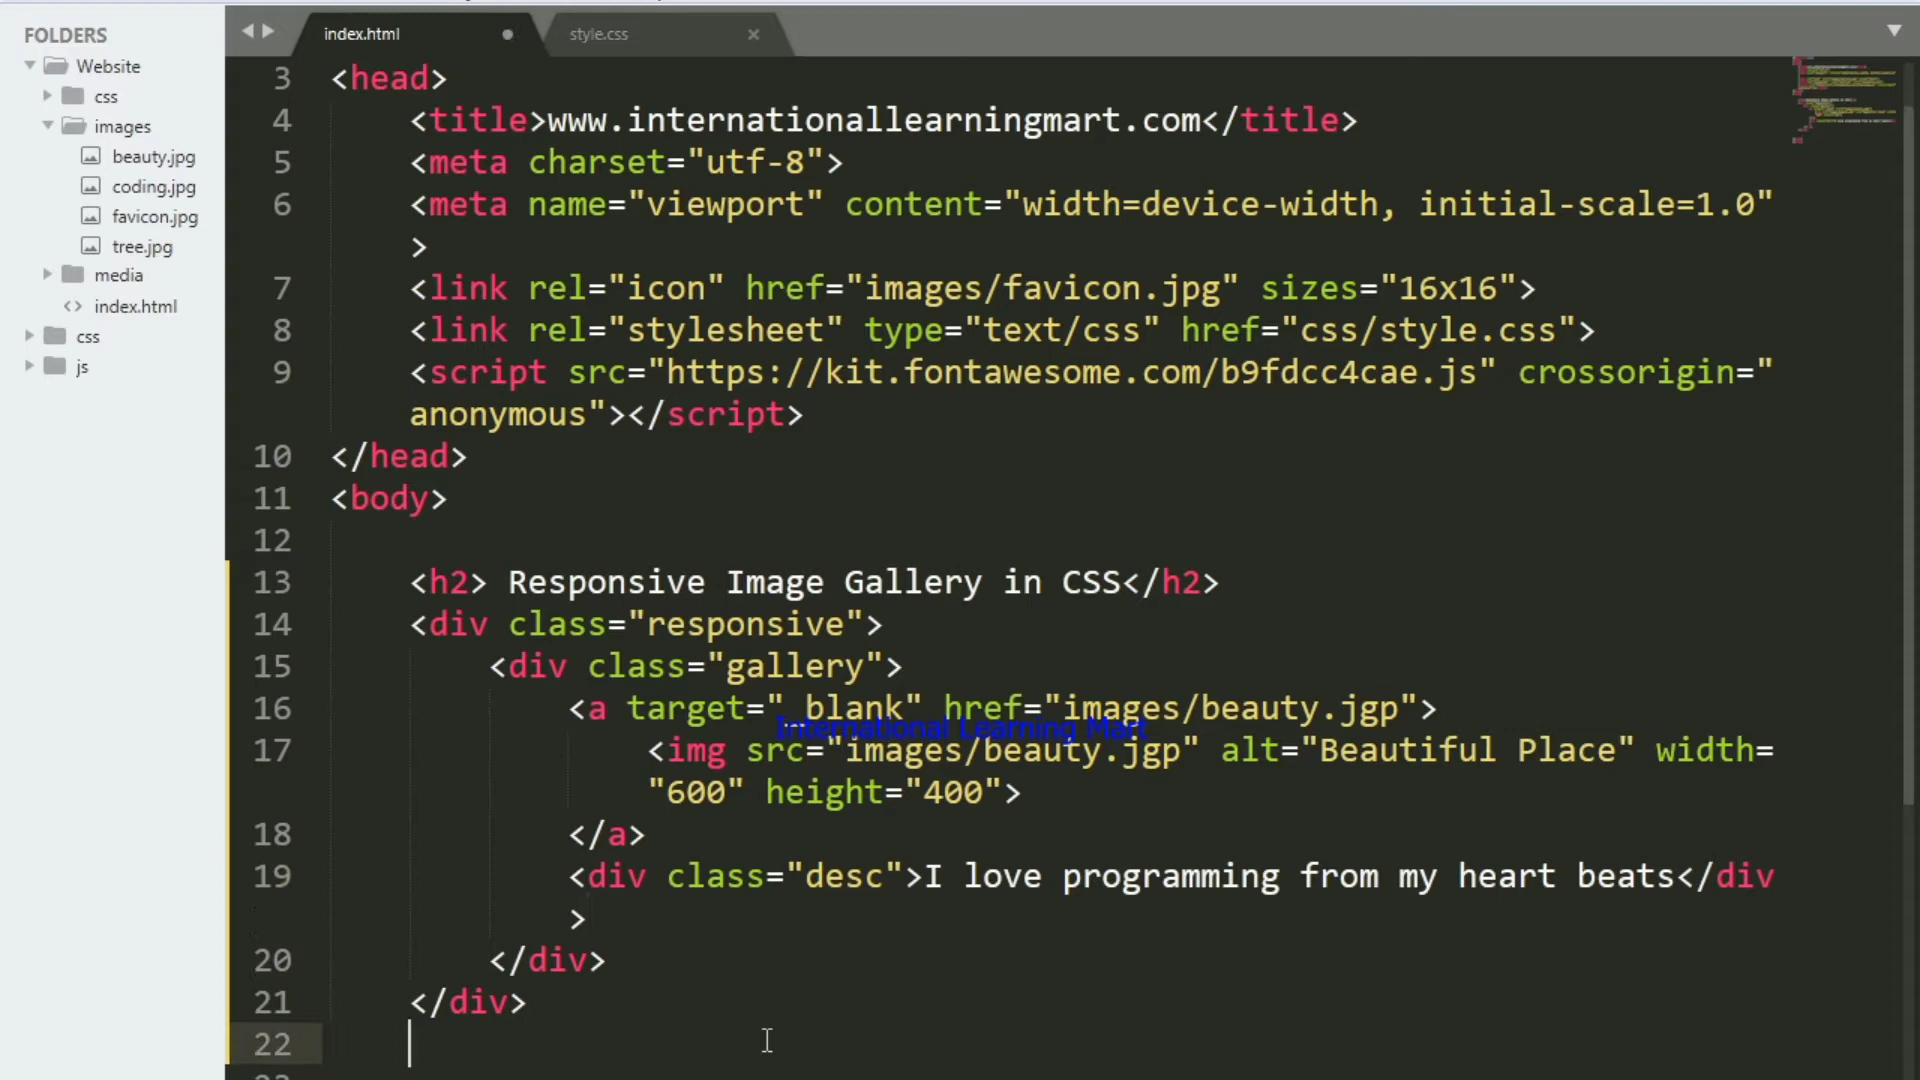 FOLDERS
Website
css
images
beauty.jpg
coding.jpg
favicon.jpg
tree.jpg
media
<> index.html
css
js
index.html
style.css
3 <head>
4 <title>www.internationallearningmart.com</title>
5 <meta charset="utf-8">
6 <meta name="viewport" content="width=device-width, initial-scale=1.0"
>
7 <link rel="icon" href="images/favicon.jpg" sizes="16x16">
8 <link rel="stylesheet" type="text/css" href="css/style.css">
9 <script src="https://kit.fontawesome.com/b9fdcc4cae.js" crossorigin="
anonymous"></script>
10 </head>
11 <body>
12
13 <h2> Responsive Image Gallery in CSS</h2>
14 <div class="responsive">
15 <div class="gallery">
16 <a target="_blank" href="images/beauty.jgp">
International Learning Mart
17 <img src="images/beauty.jgp" alt="Beautiful Place" width=
"600" height="400">
18 </a>
19 <div class="desc">I love programming from my heart beats</div
>
20 </div>
21 </div>
22